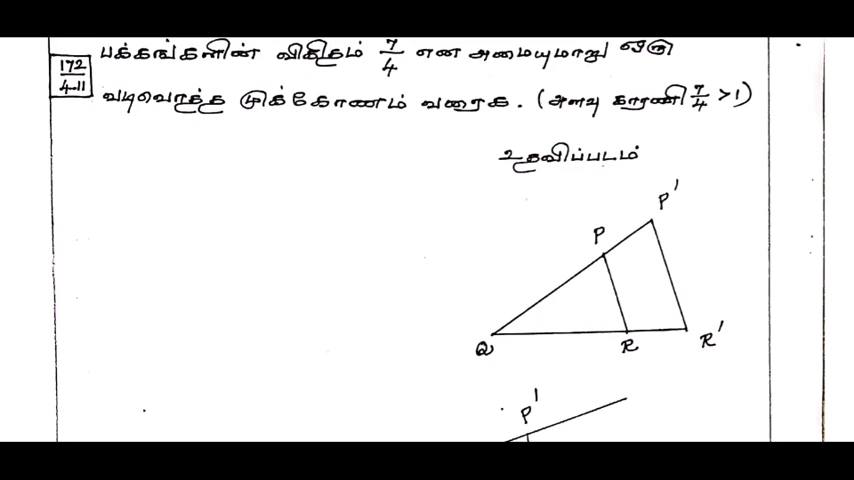 பக்கங்களின் விகிதம் 7/4 என அமையுமாறு ஒரு
172/4.11
வடிவொத்த முக்கோணம் வரைக. (அளவு காரணி 7/4 >1)
உதவிப்படம்
P'
P
Q
R
R'
P'